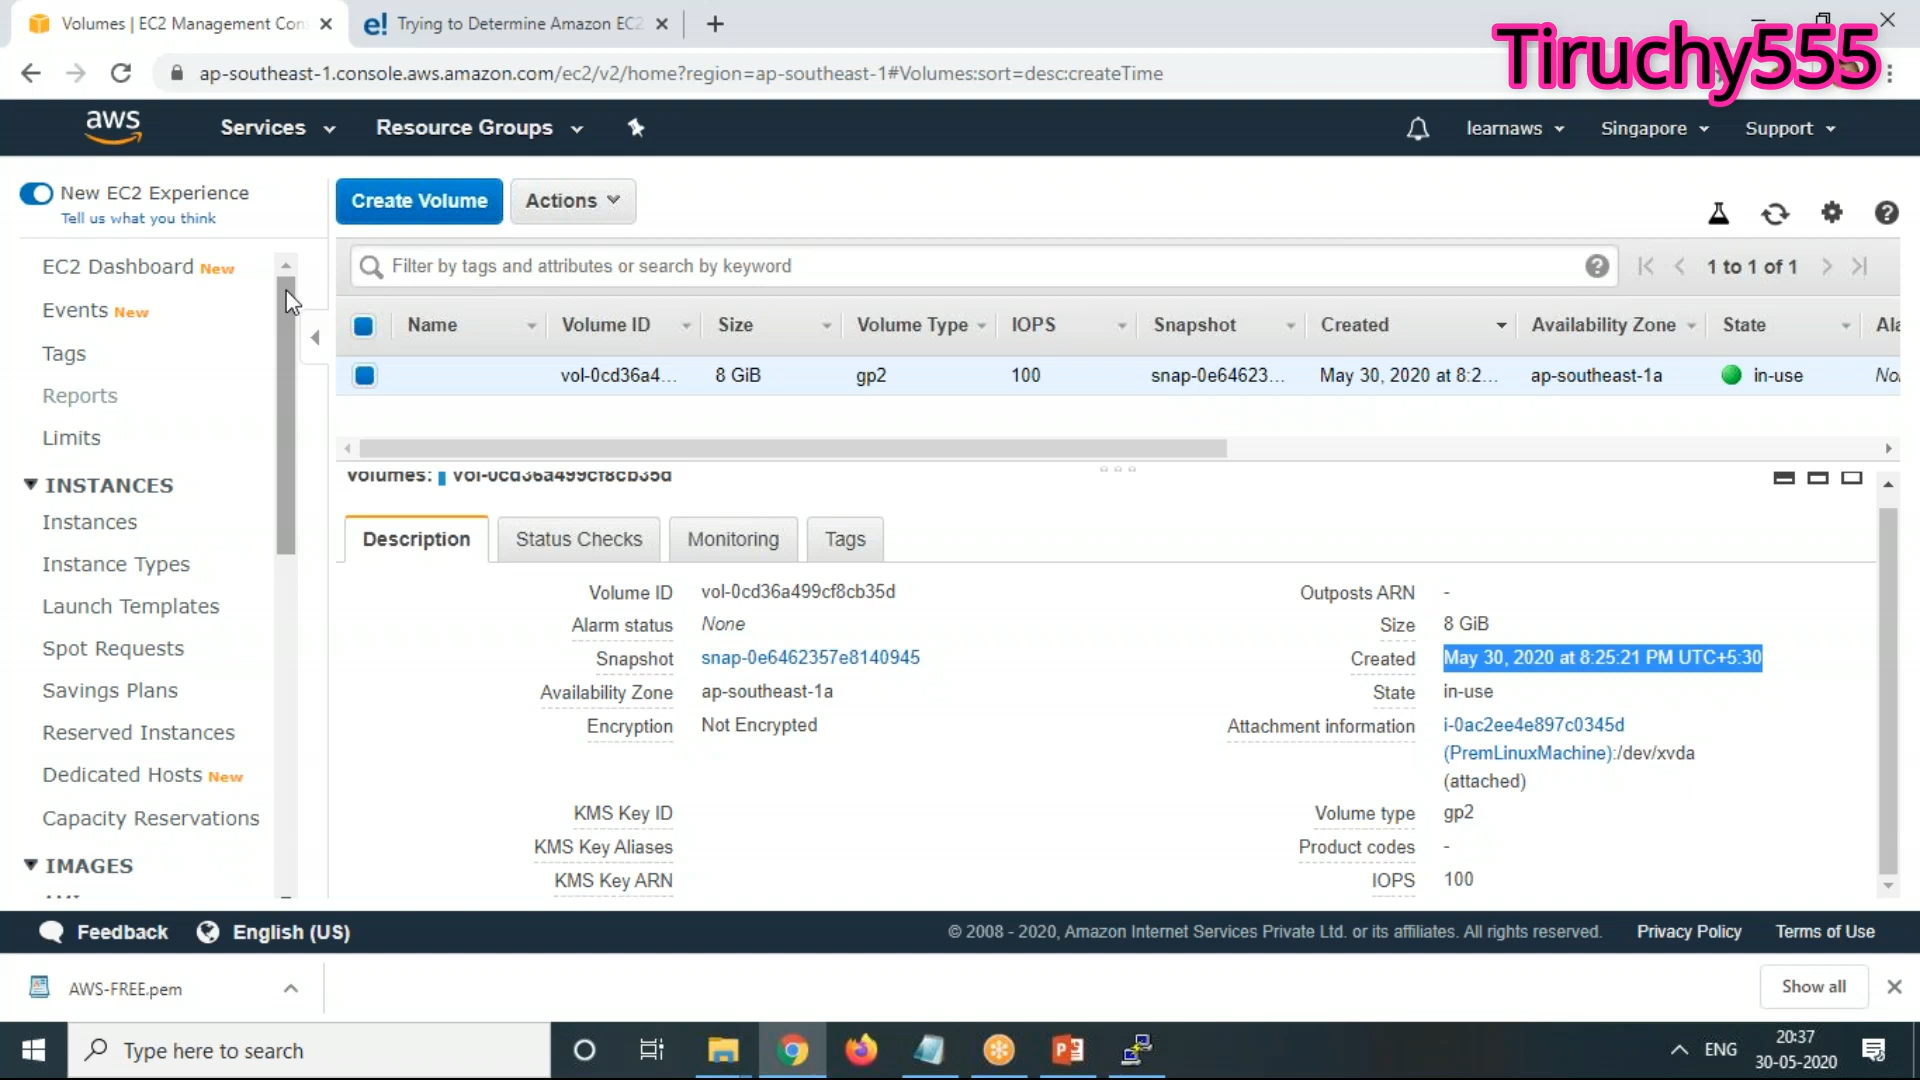 Volumes | EC2 Management Con
Trying to Determine Amazon EC2
Tiruchy555
ap-southeast-1.console.aws.amazon.com/ec2/v2/home?region=ap-southeast-1#Volumes:sort=desc:createTime
aws
Services
Resource Groups
learnaws
Singapore
Support
New EC2 Experience
Tell us what you think
Create Volume
Actions
EC2 Dashboard New
Events New
Tags
Reports
Limits
INSTANCES
Instances
Instance Types
Launch Templates
Spot Requests
Savings Plans
Reserved Instances
Dedicated Hosts New
Capacity Reservations
IMAGES
Filter by tags and attributes or search by keyword
1 to 1 of 1
Name Volume ID Size Volume Type IOPS Snapshot Created Availability Zone State Ala
vol-0cd36a4... 8 GiB gp2 100 snap-0e64623... May 30, 2020 at 8:2... ap-southeast-1a in-use No
Volumes: vol-0cd36a499cf8cb35d
Description Status Checks Monitoring Tags
Volume ID vol-0cd36a499cf8cb35d
Alarm status None
Snapshot snap-0e6462357e8140945
Availability Zone ap-southeast-1a
Encryption Not Encrypted
KMS Key ID
KMS Key Aliases
KMS Key ARN
Outposts ARN -
Size 8 GiB
Created May 30, 2020 at 8:25:21 PM UTC+5:30
State in-use
Attachment information i-0ac2ee4e897c0345d
(PremLinuxMachine):/dev/xvda
(attached)
Volume type gp2
Product codes -
IOPS 100
Feedback English (US)
© 2008 - 2020, Amazon Internet Services Private Ltd. or its affiliates. All rights reserved. Privacy Policy Terms of Use
AWS-FREE.pem
Show all
Type here to search
ENG
20:37
30-05-2020